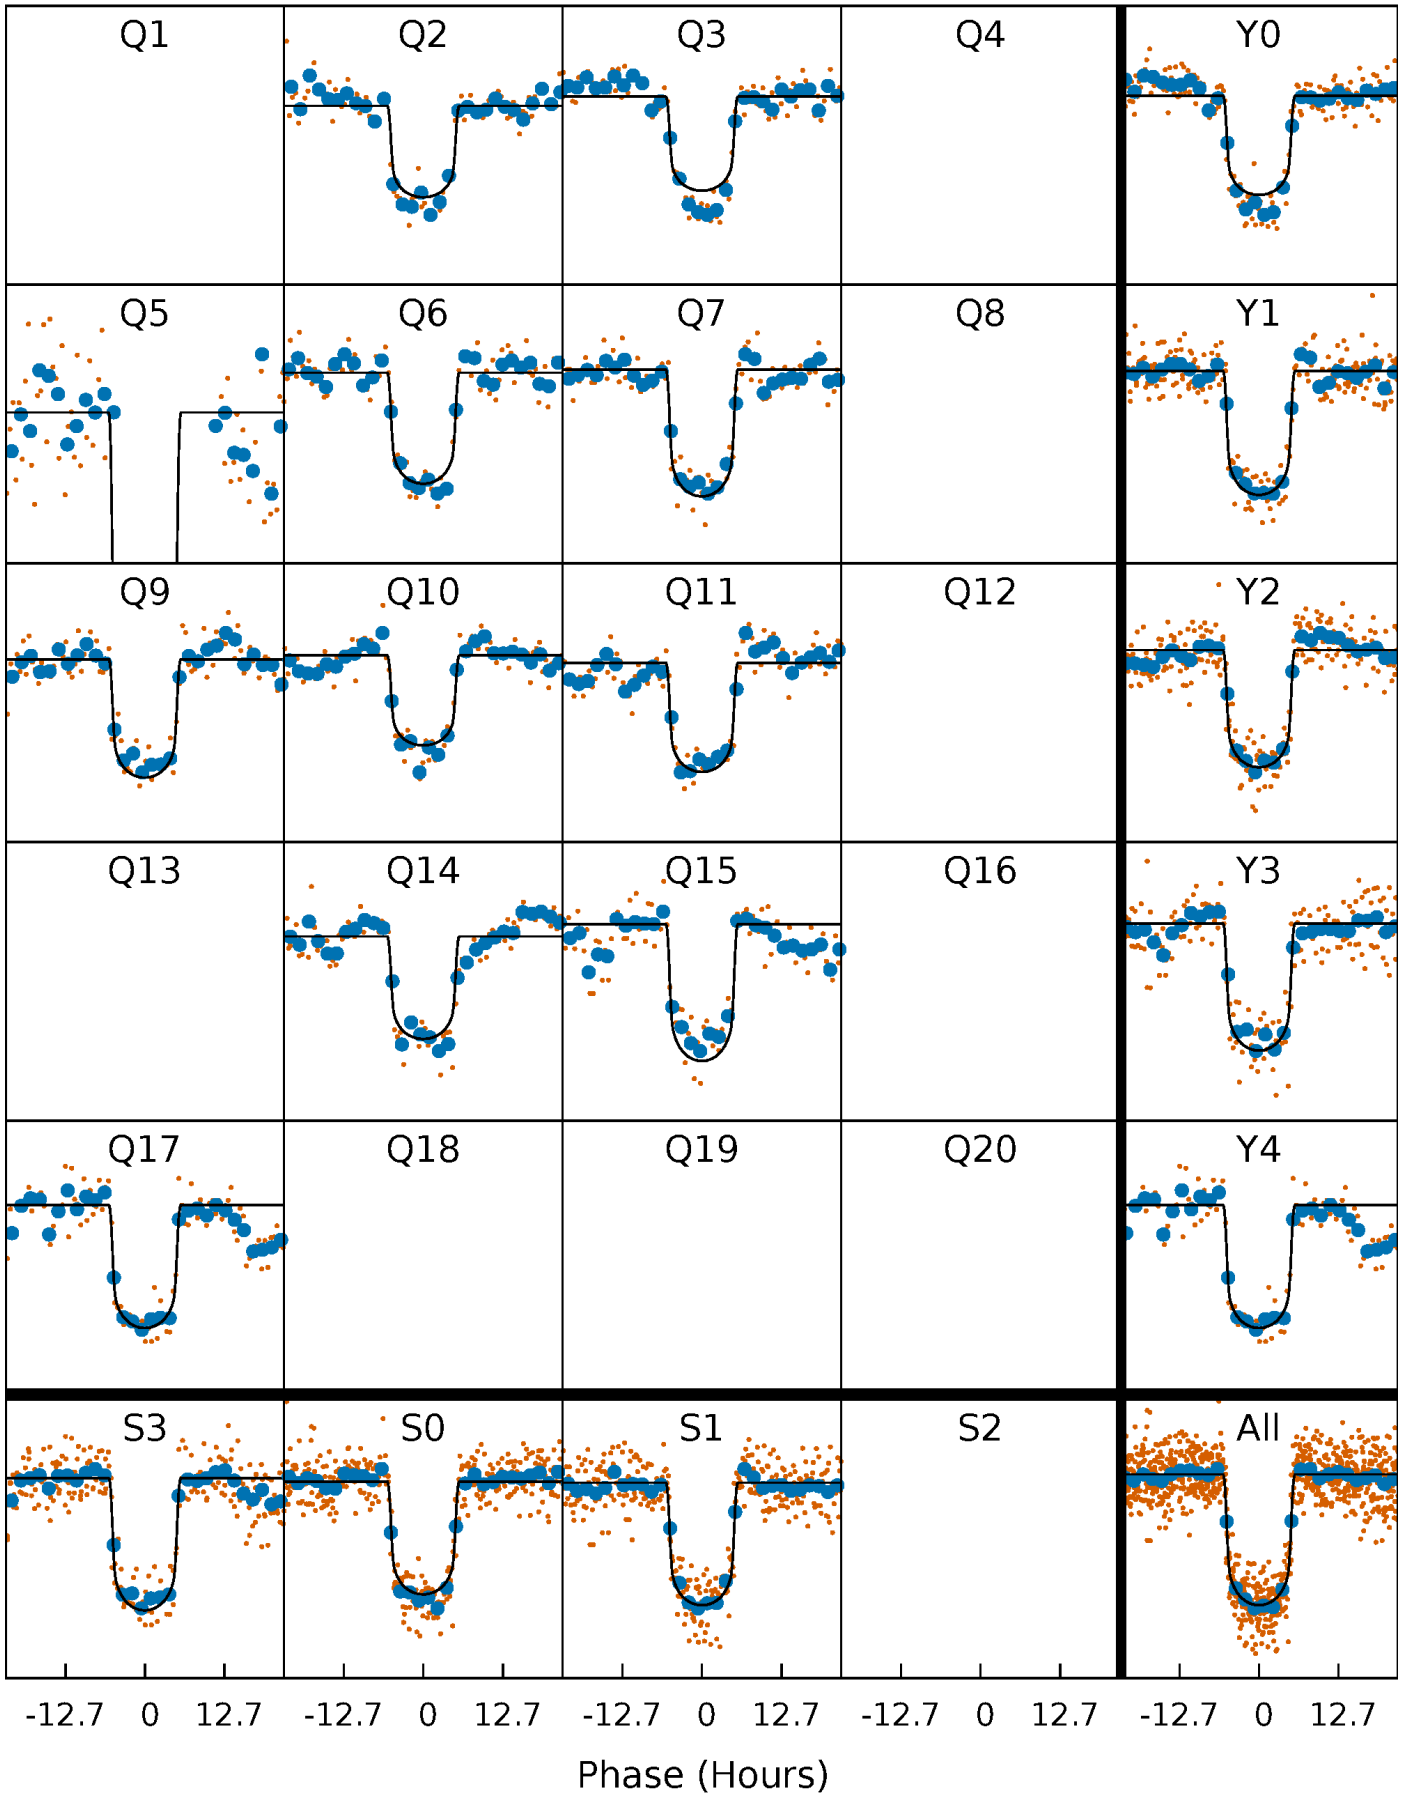 Q1 Q2 Q3 Q4 Y0
Q5 Q6 Q7 Q8 Y1
Q9 Q10 Q11 Q12 Y2
Q13 Q14 Q15 Q16 Y3
Q17 Q18 Q19 Q20 Y4
S3 S0 S1 S2 All
-12.7 0 12.7 -12.7 0 12.7 -12.7 0 12.7 -12.7 0 12.7 -12.7 0 12.7
Phase (Hours)